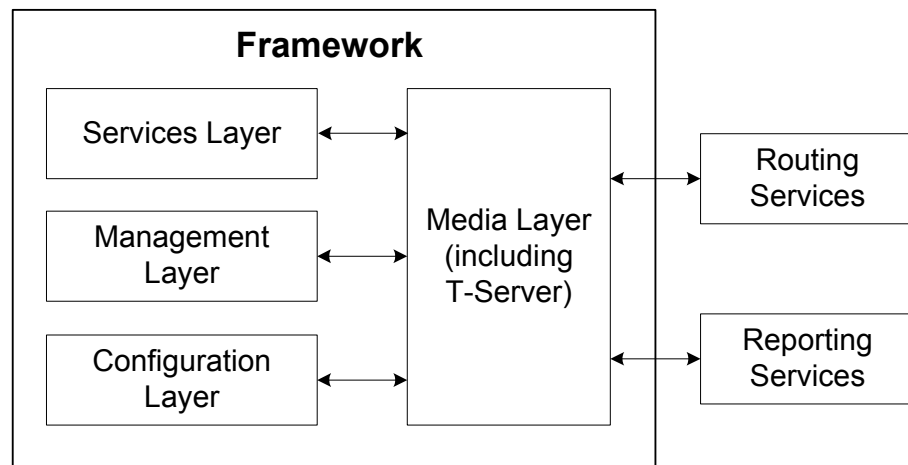 Framework
Services Layer
Management
Layer
Configuration
Layer
Media Layer
(including
T-Server)
Routing
Services
Reporting
Services